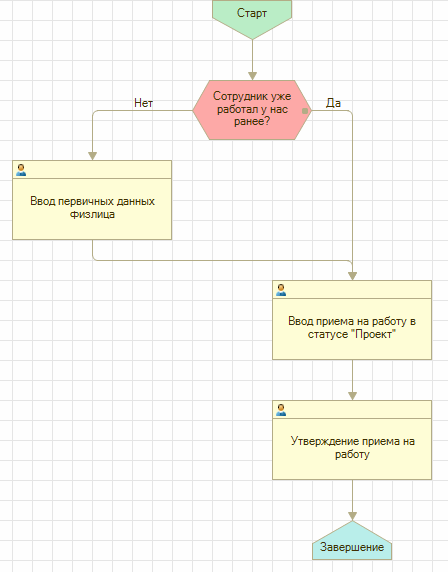 Старт
Сотрудник уже
работал у нас
ранее?
Нет
Да
Ввод первичных данных
физлица
Ввод приема на работу в
статусе "Проект"
Утверждение приема на
работу
Завершение